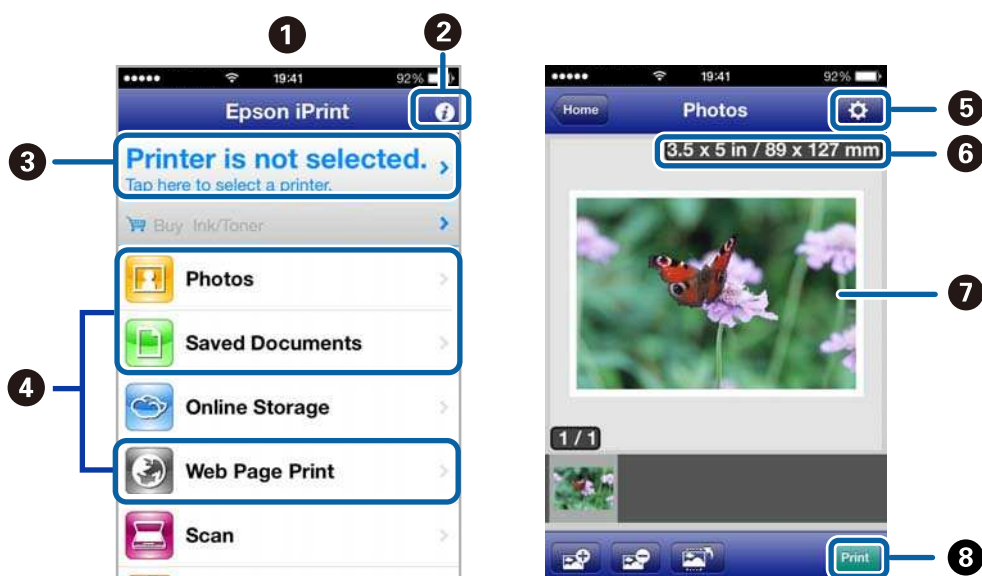 1
2
19:41
92%
Epson iPrint
3
Printer is not selected.
Tap here to select a printer.
Buy Ink/Toner
Photos
Saved Documents
4
Online Storage
Web Page Print
Scan
19:41
92%
Home
Photos
5
3.5 x 5 in / 89 x 127 mm
6
7
1 / 1
Print
8